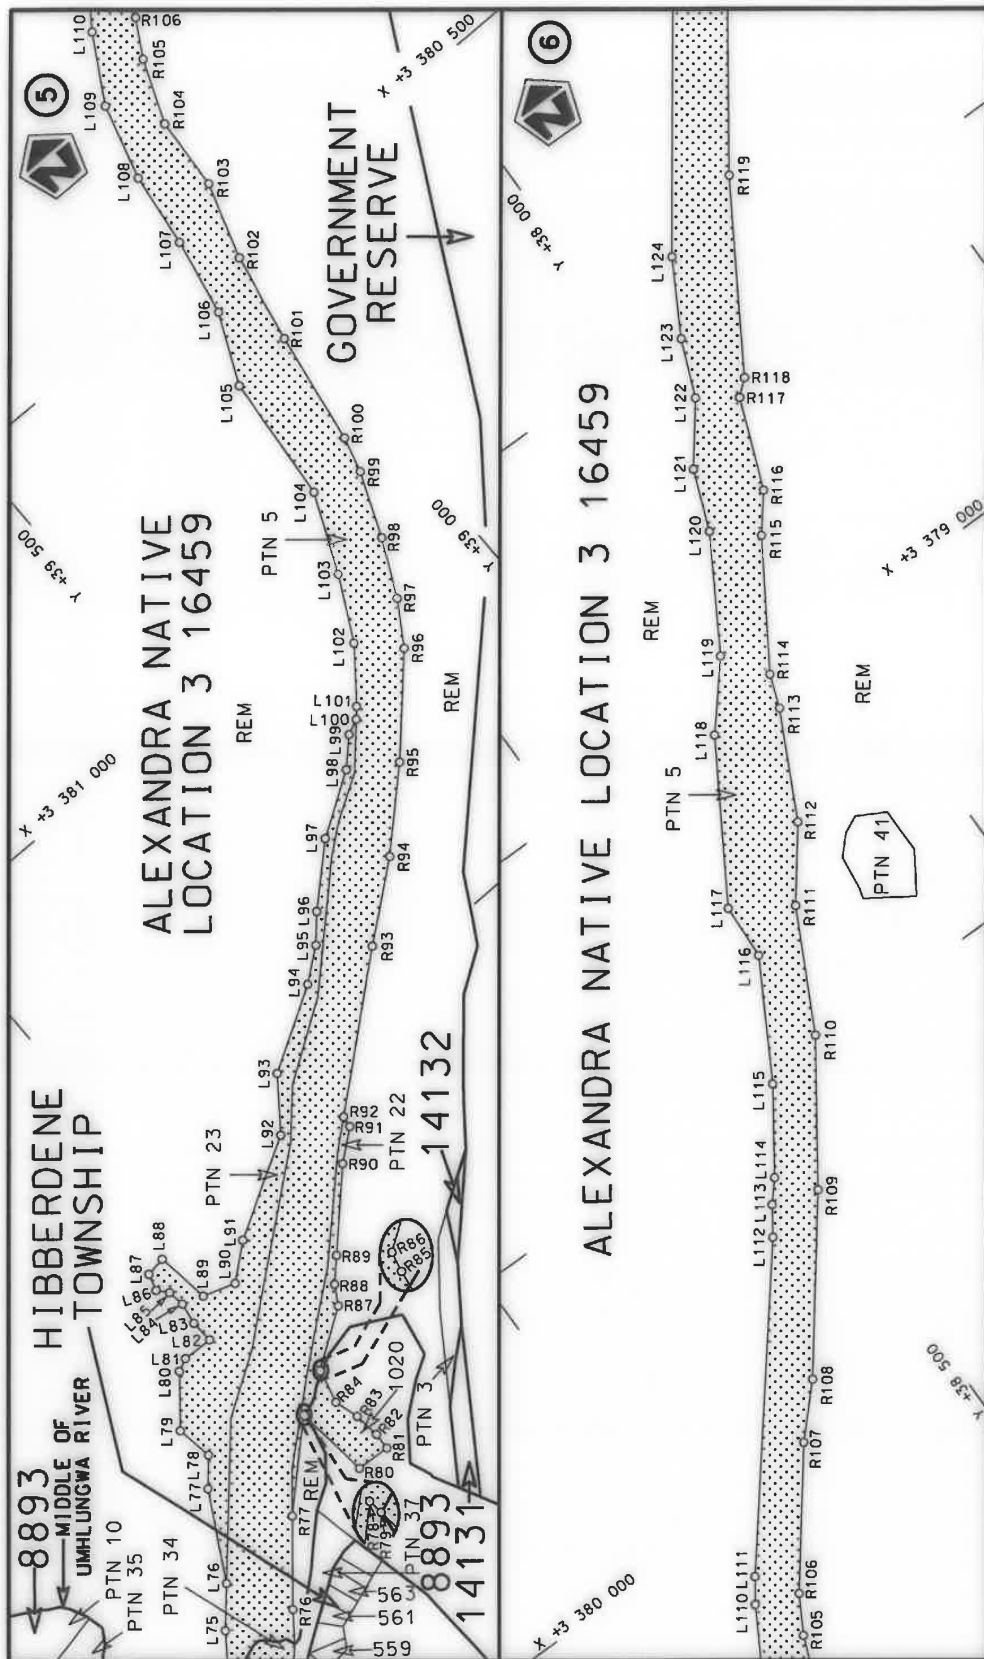 5
8893
MIDDLE OF
UMHLUNGWA RIVER
HIBBERDENE
TOWNSHIP
PTN 10
PTN 35
PTN 34
L75
L76
L77
L78
L79
L80
L81
L82
L83
L84
L85
L86
L87
L88
L89
L90
L91
L92
L93
L94
L95
L96
L97
L98
L99
L100
L101
L102
L103
L104
L105
L106
L107
L108
L109
L110
PTN 23
ALEXANDRA NATIVE
LOCATION 3 16459
REM
PTN 5
X +3 381 000
Y +39 500
R76
R77
REM
R78
R79
R80
R81
R82
R83
R84
R85
R86
R87
R88
R89
R90
R91
R92
R93
R94
R95
R96
R97
R98
R99
R100
R101
R102
R103
R104
R105
R106
559
561
563
PTN 37
8893
14131
1020
PTN 3
PTN 22
14132
REM
Y +39 000
GOVERNMENT
RESERVE
X +3 380 500
6
X +3 380 000
L110
L111
L112
L113
L114
L115
L116
L117
L118
L119
L120
L121
L122
L123
L124
ALEXANDRA NATIVE LOCATION 3 16459
PTN 5
REM
Y +38 000
R105
R106
R107
R108
R109
R110
R111
R112
R113
R114
R115
R116
R117
R118
R119
Y +38 500
PTN 41
REM
X +3 379 000